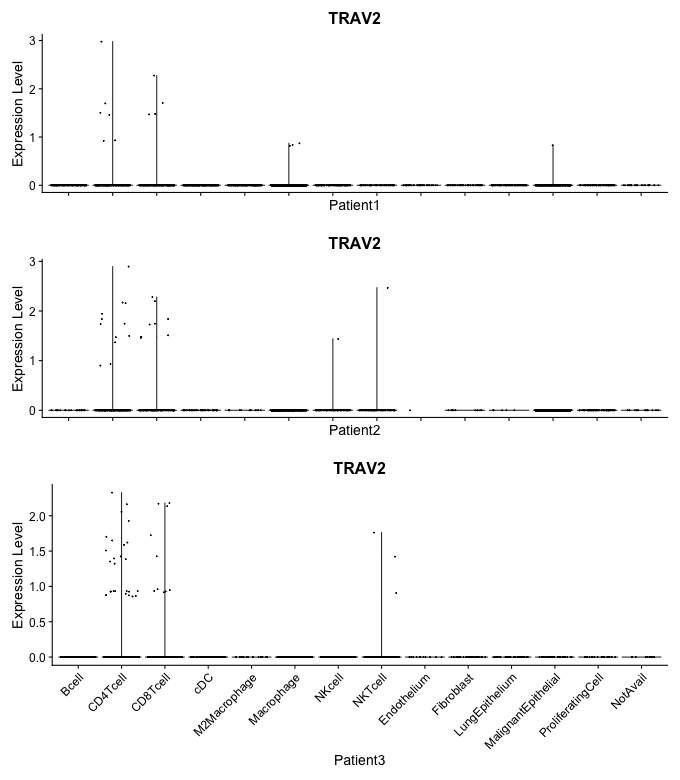 TRAV2
Expression Level
3
2
1
0
Patient1
TRAV2
Expression Level
3
2
1
0
Patient2
TRAV2
Expression Level
2.0
1.5
1.0
0.5
0.0
Bcell
CD4Tcell
CD8Tcell
cDC
M2Macrophage
Macrophage
NKcell
NKTcell
Endothelium
Fibroblast
LungEpithelium
MalignantEpithelial
ProliferatingCell
NotAvail
Patient3